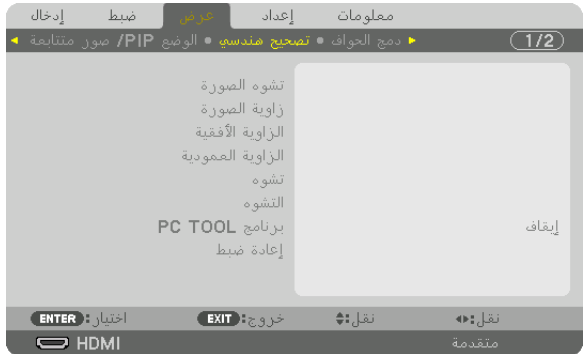 إدخال ضبط عرض إعداد معلومات
◄ صور متتابعة /PIP الوضع • تصحيح هندسي • دمج الحواف ► 1/2
تشوه الصورة
زاوية الصورة
الزاوية الأفقية
الزاوية العمودية
تشوه
التشوه
برنامج PC TOOL إيقاف
إعادة ضبط
ENTER :اختيار EXIT :خروج نقل: نقل:
HDMI متقدمة